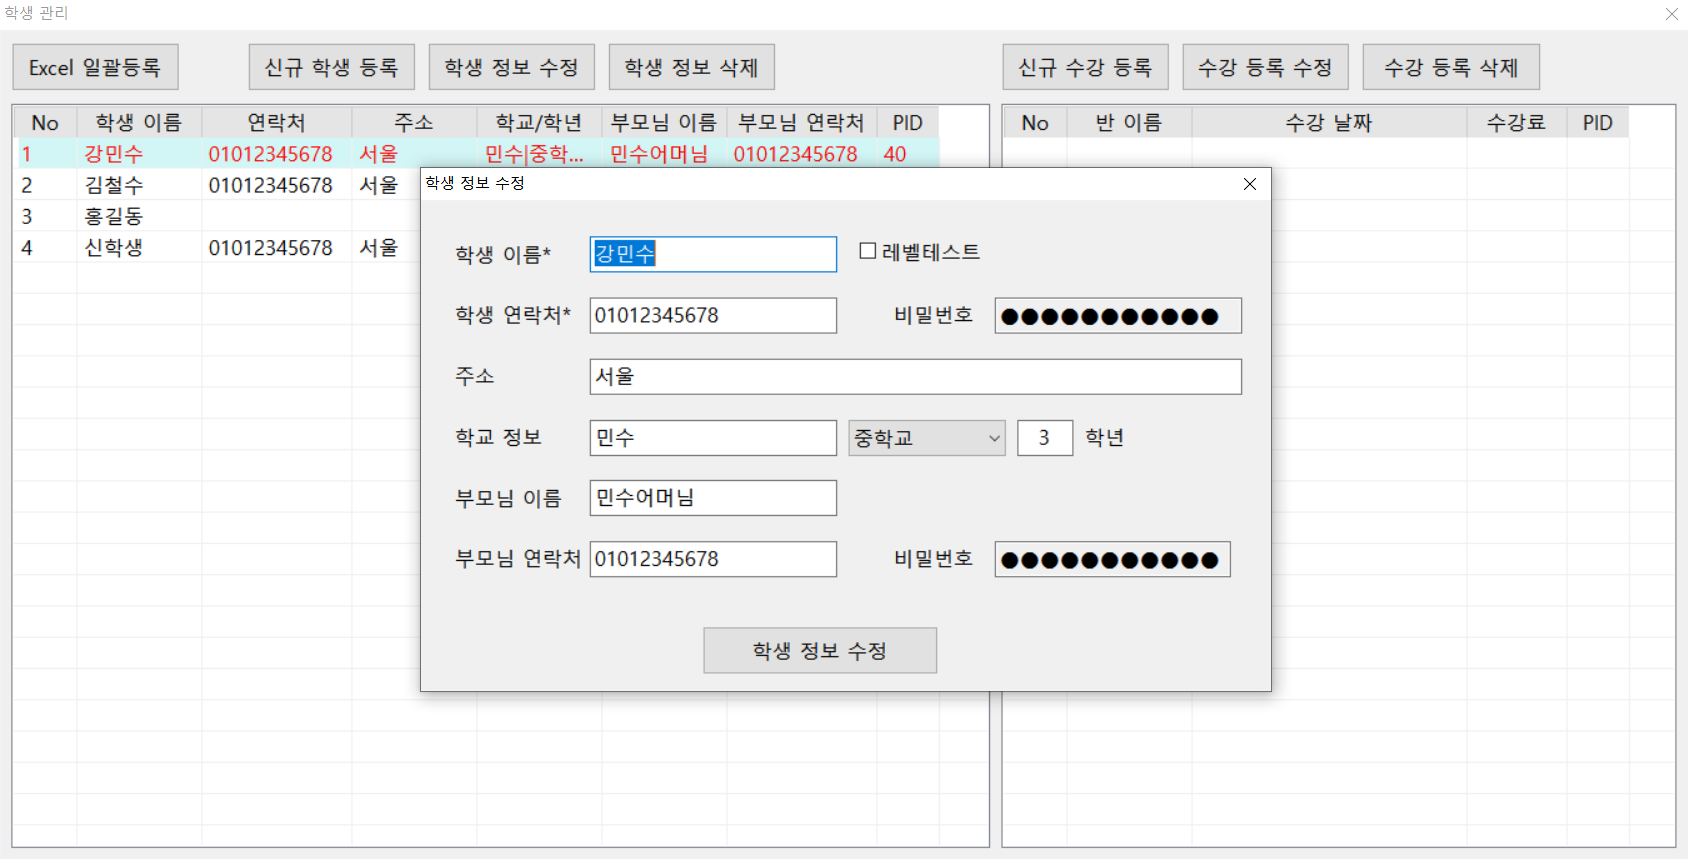 학생 관리
Excel 일괄등록 신규 학생 등록 학생 정보 수정 학생 정보 삭제 신규 수강 등록 수강 등록 수정 수강 등록 삭제
No 학생 이름 연락처 주소 학교/학년 부모님 이름 부모님 연락처 PID No 반 이름 수강 날짜 수강료 PID
1 강민수 01012345678 서울 민수|중학... 민수어머님 01012345678 40
2 김철수 01012345678 서울
3 홍길동
4 신학생 01012345678 서울
학생 정보 수정
학생 이름* 강민수 레벨테스트
학생 연락처* 01012345678 비밀번호 ●●●●●●●●●●●
주소 서울
학교 정보 민수 중학교 3 학년
부모님 이름 민수어머님
부모님 연락처 01012345678 비밀번호 ●●●●●●●●●●●
학생 정보 수정